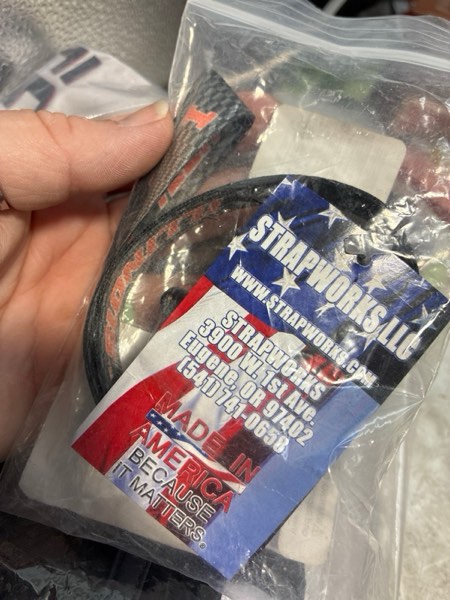 STRAPWORKS, LLC
WWW.STRAPWORKS.COM
STRAPWORKS
3900 W. 1st Ave.
Eugene, OR 97402
(541)741-0658
MADE IN
AMERICA
BECAUSE
IT MATTERS.